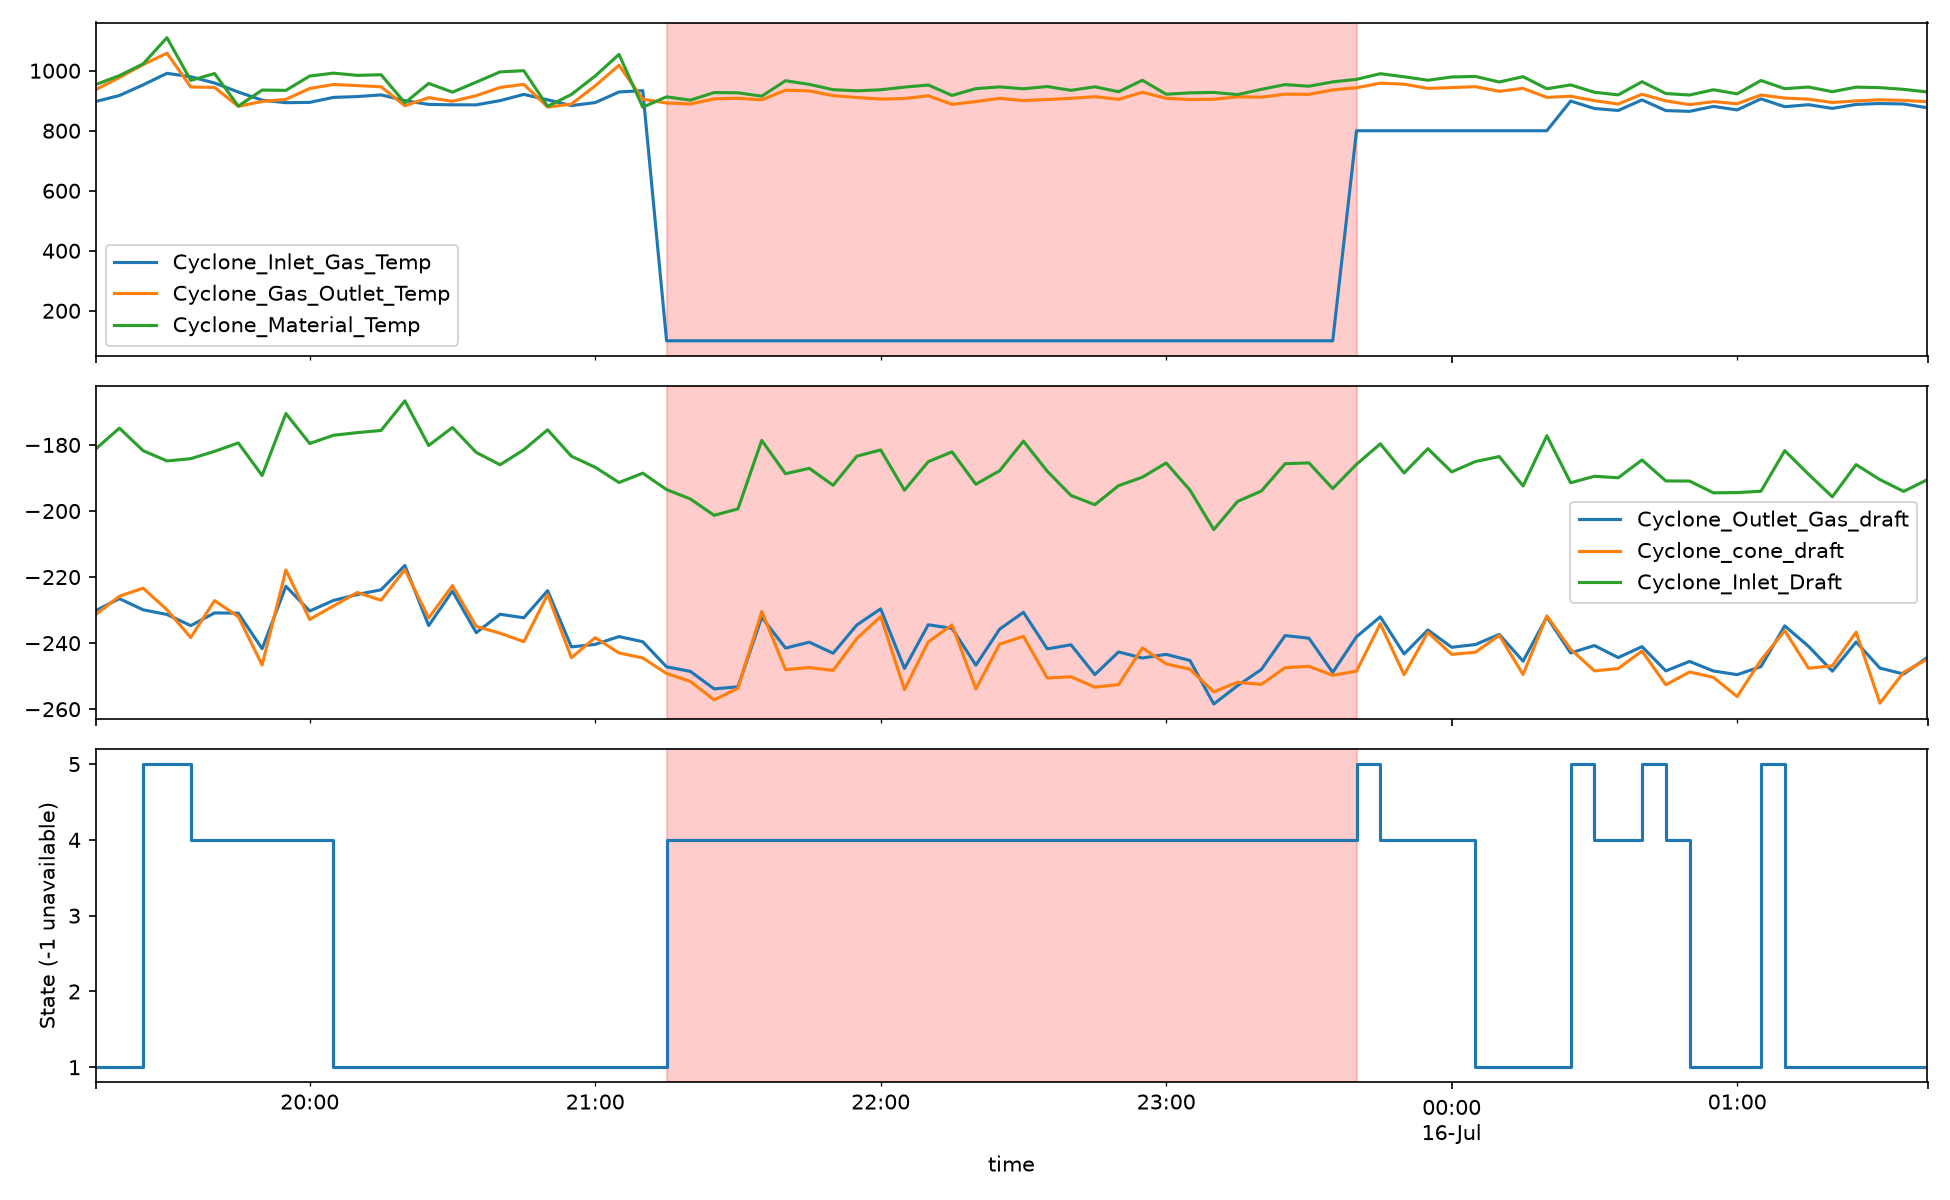 1000
800
600
400
200
Cyclone_Inlet_Gas_Temp
Cyclone_Gas_Outlet_Temp
Cyclone_Material_Temp
−180
−200
−220
−240
−260
Cyclone_Outlet_Gas_draft
Cyclone_cone_draft
Cyclone_Inlet_Draft
State (-1 unavailable)
5
4
3
2
1
20:00 21:00 22:00 23:00 00:00 01:00
16-Jul
time